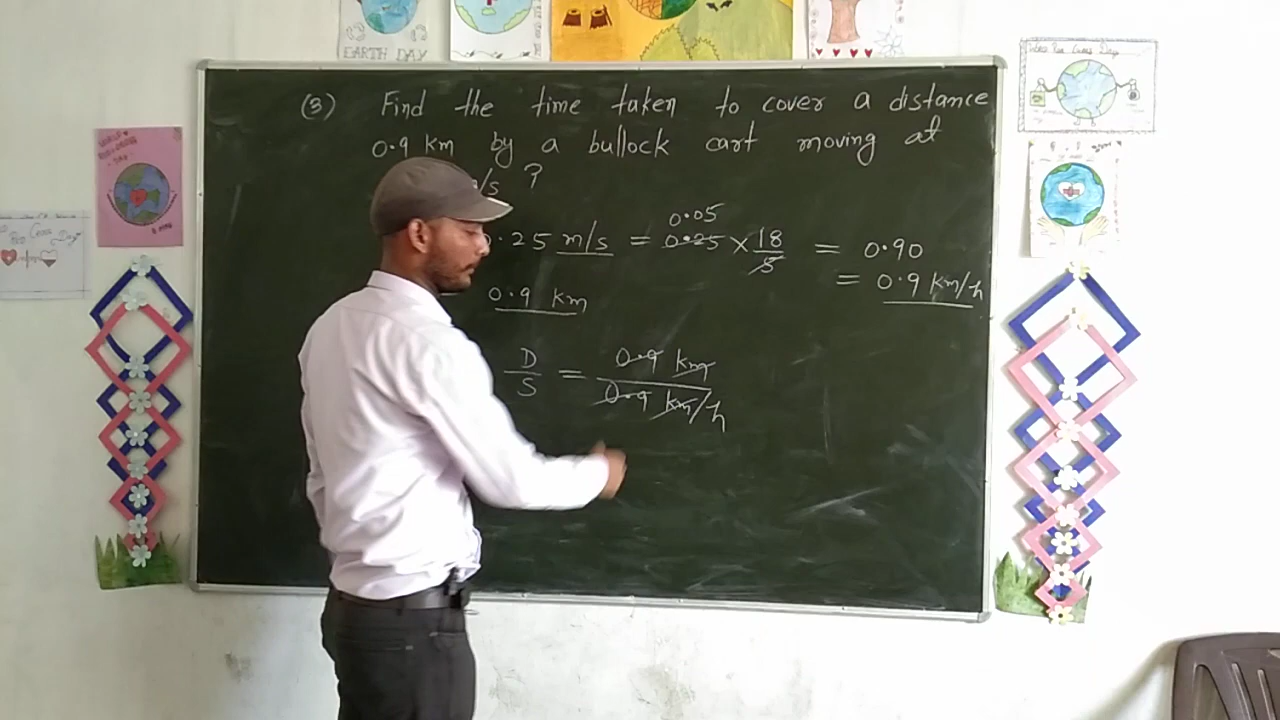 EARTH DAY
(3) Find the time taken to cover a distance
0.9 km by a bullock cart moving at
m/s ?
0.25 m/s = 0.25 × 18/5 = 0.90
0.05
= 0.9 km/h
= 0.9 km
D/S = 0.9 km / 0.9 km/h